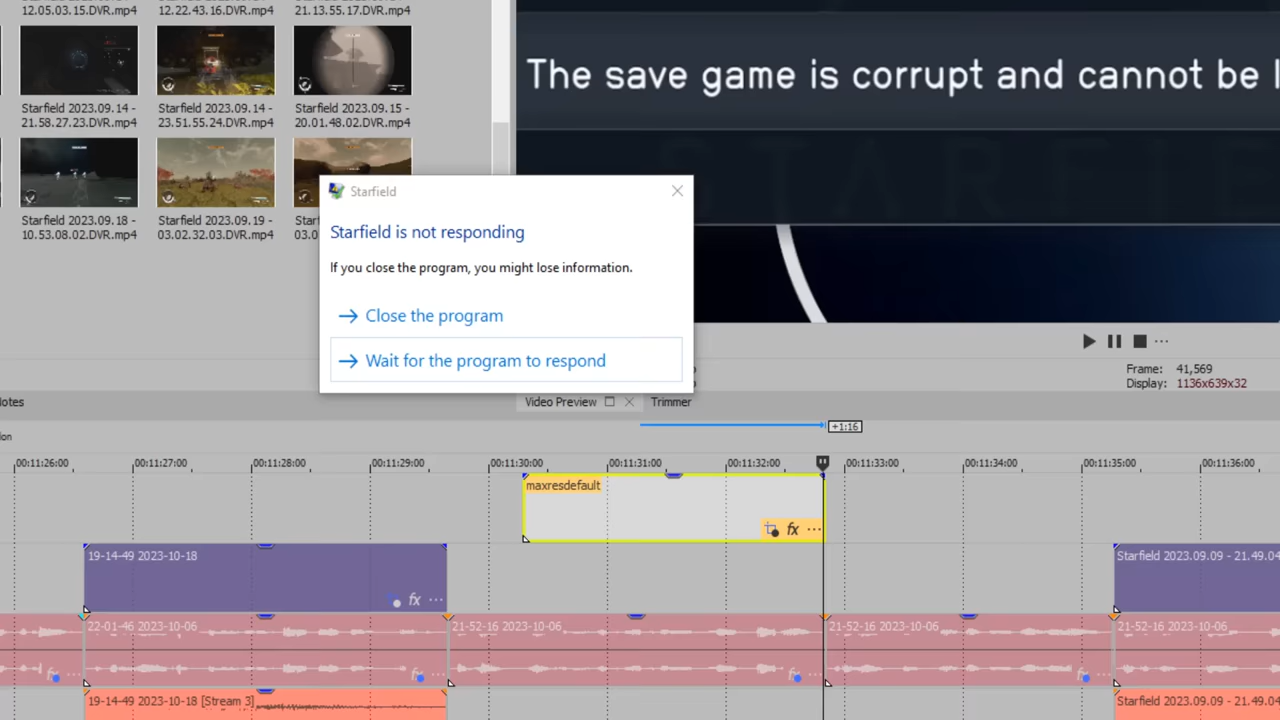 12.05.03.15.DVR.mp4
12.22.43.16.DVR.mp4
21.13.55.17.DVR.mp4
Starfield 2023.09.14 -
21.58.27.23.DVR.mp4
Starfield 2023.09.14 -
23.51.55.24.DVR.mp4
Starfield 2023.09.15 -
20.01.48.02.DVR.mp4
Starfield 2023.09.18 -
10.53.08.02.DVR.mp4
Starfield 2023.09.19 -
03.02.32.03.DVR.mp4
The save game is corrupt and cannot be
Starfield
Starfield is not responding
If you close the program, you might lose information.
Close the program
Wait for the program to respond
Frame: 41,569
Display: 1136x639x32
Video Preview
Trimmer
+1:16
00:11:26:00
00:11:27:00
00:11:28:00
00:11:29:00
00:11:30:00
00:11:31:00
00:11:32:00
00:11:33:00
00:11:34:00
00:11:35:00
00:11:36:00
maxresdefault
fx
19-14-49 2023-10-18
fx
Starfield 2023.09.09 - 21.49.04
22-01-46 2023-10-06
21-52-16 2023-10-06
21-52-16 2023-10-06
21-52-16 2023-10-06
19-14-49 2023-10-18 [Stream 3]
Starfield 2023.09.09 - 21.49.04